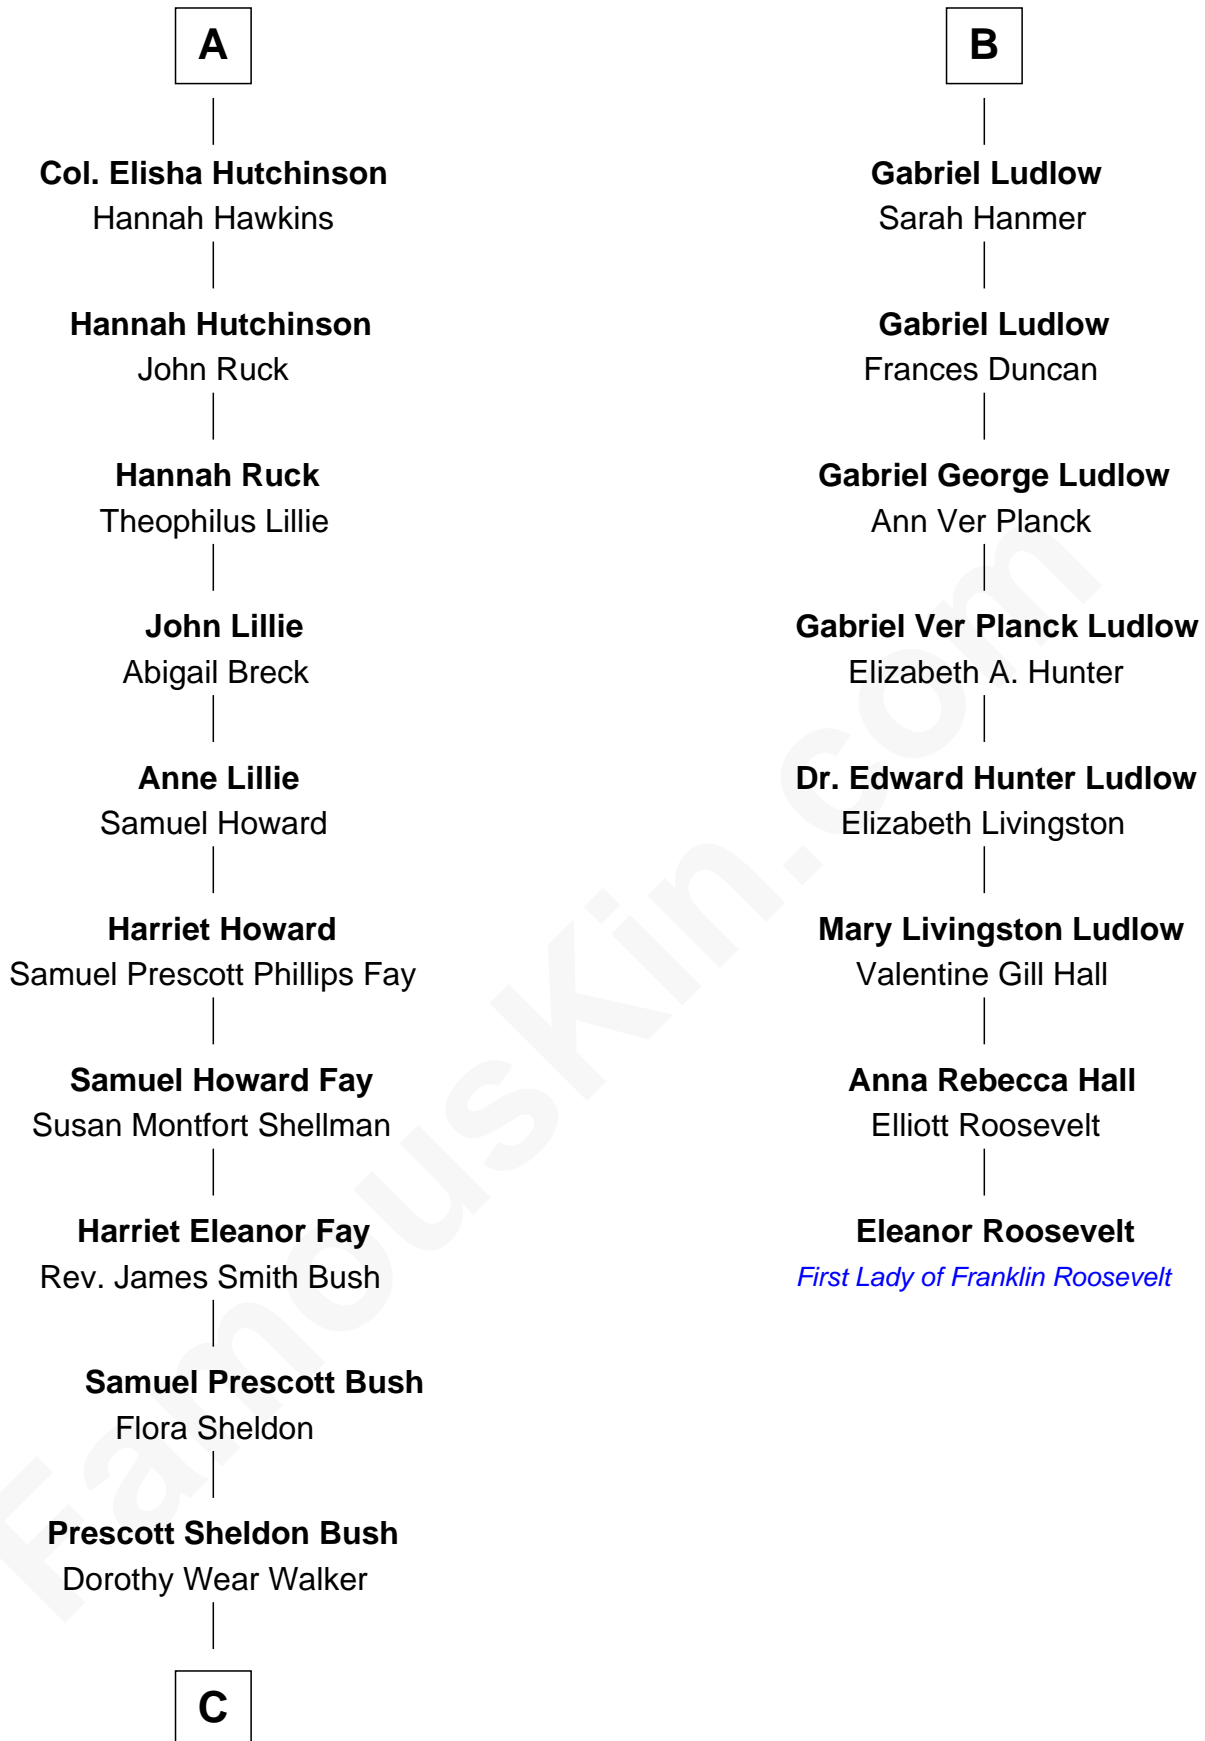 A
Col. Elisha Hutchinson
Hannah Hawkins
Hannah Hutchinson
John Ruck
Hannah Ruck
Theophilus Lillie
John Lillie
Abigail Breck
Anne Lillie
Samuel Howard
Harriet Howard
Samuel Prescott Phillips Fay
Samuel Howard Fay
Susan Montfort Shellman
Harriet Eleanor Fay
Rev. James Smith Bush
Samuel Prescott Bush
Flora Sheldon
Prescott Sheldon Bush
Dorothy Wear Walker
C
B
Gabriel Ludlow
Sarah Hanmer
Gabriel Ludlow
Frances Duncan
Gabriel George Ludlow
Ann Ver Planck
Gabriel Ver Planck Ludlow
Elizabeth A. Hunter
Dr. Edward Hunter Ludlow
Elizabeth Livingston
Mary Livingston Ludlow
Valentine Gill Hall
Anna Rebecca Hall
Elliott Roosevelt
Eleanor Roosevelt
First Lady of Franklin Roosevelt
FamousKin.com